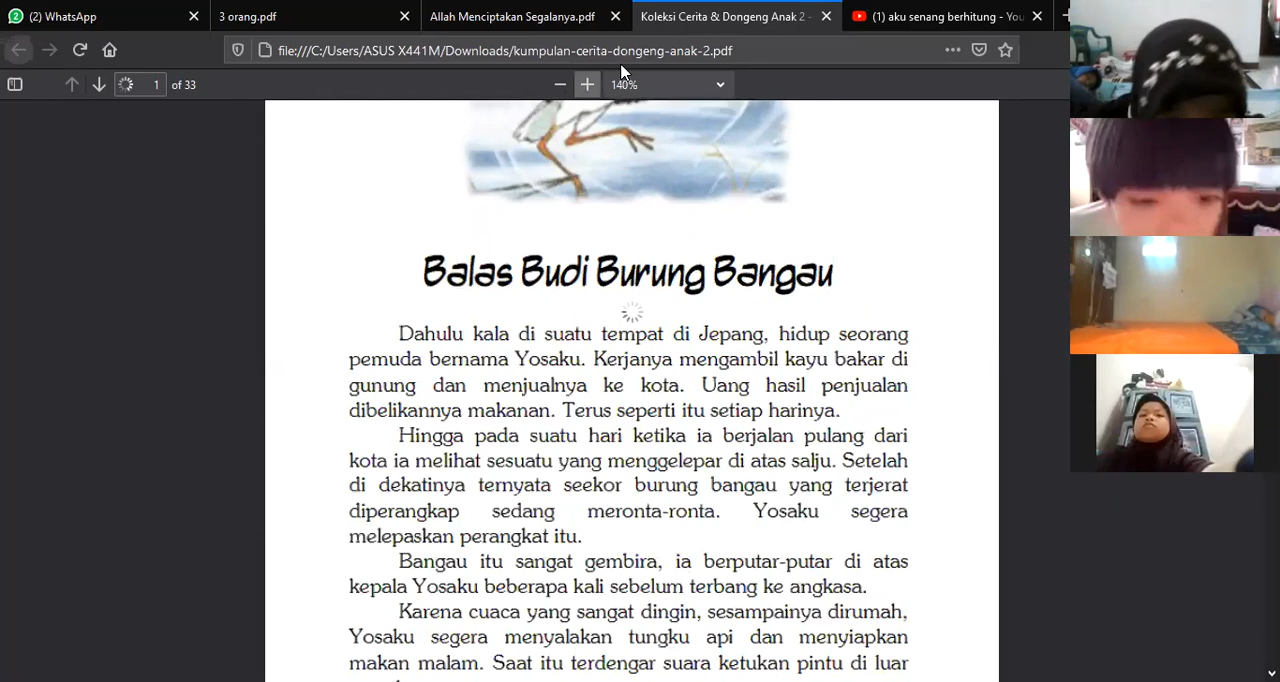 (2) WhatsApp
3 orang.pdf
Allah Menciptakan Segalanya.pdf
Koleksi Cerita & Dongeng Anak 2 -
(1) aku senang berhitung - You
file:///C:/Users/ASUS X441M/Downloads/kumpulan-cerita-dongeng-anak-2.pdf
1 of 33
140%
Balas Budi Burung Bangau
Dahulu kala di suatu tempat di Jepang, hidup seorang
pemuda bernama Yosaku. Kerjanya mengambil kayu bakar di
gunung dan menjualnya ke kota. Uang hasil penjualan
dibelikannya makanan. Terus seperti itu setiap harinya.
Hingga pada suatu hari ketika ia berjalan pulang dari
kota ia melihat sesuatu yang menggelepar di atas salju. Setelah
di dekatinya ternyata seekor burung bangau yang terjerat
diperangkap sedang meronta-ronta. Yosaku segera
melepaskan perangkat itu.
Bangau itu sangat gembira, ia berputar-putar di atas
kepala Yosaku beberapa kali sebelum terbang ke angkasa.
Karena cuaca yang sangat dingin, sesampainya dirumah,
Yosaku segera menyalakan tungku api dan menyiapkan
makan malam. Saat itu terdengar suara ketukan pintu di luar